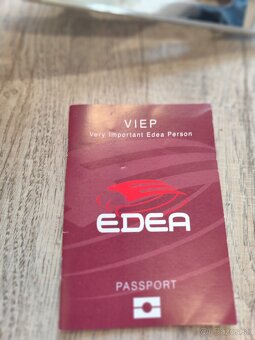 VIEP
Very Important Edea Person
EDEA
PASSPORT